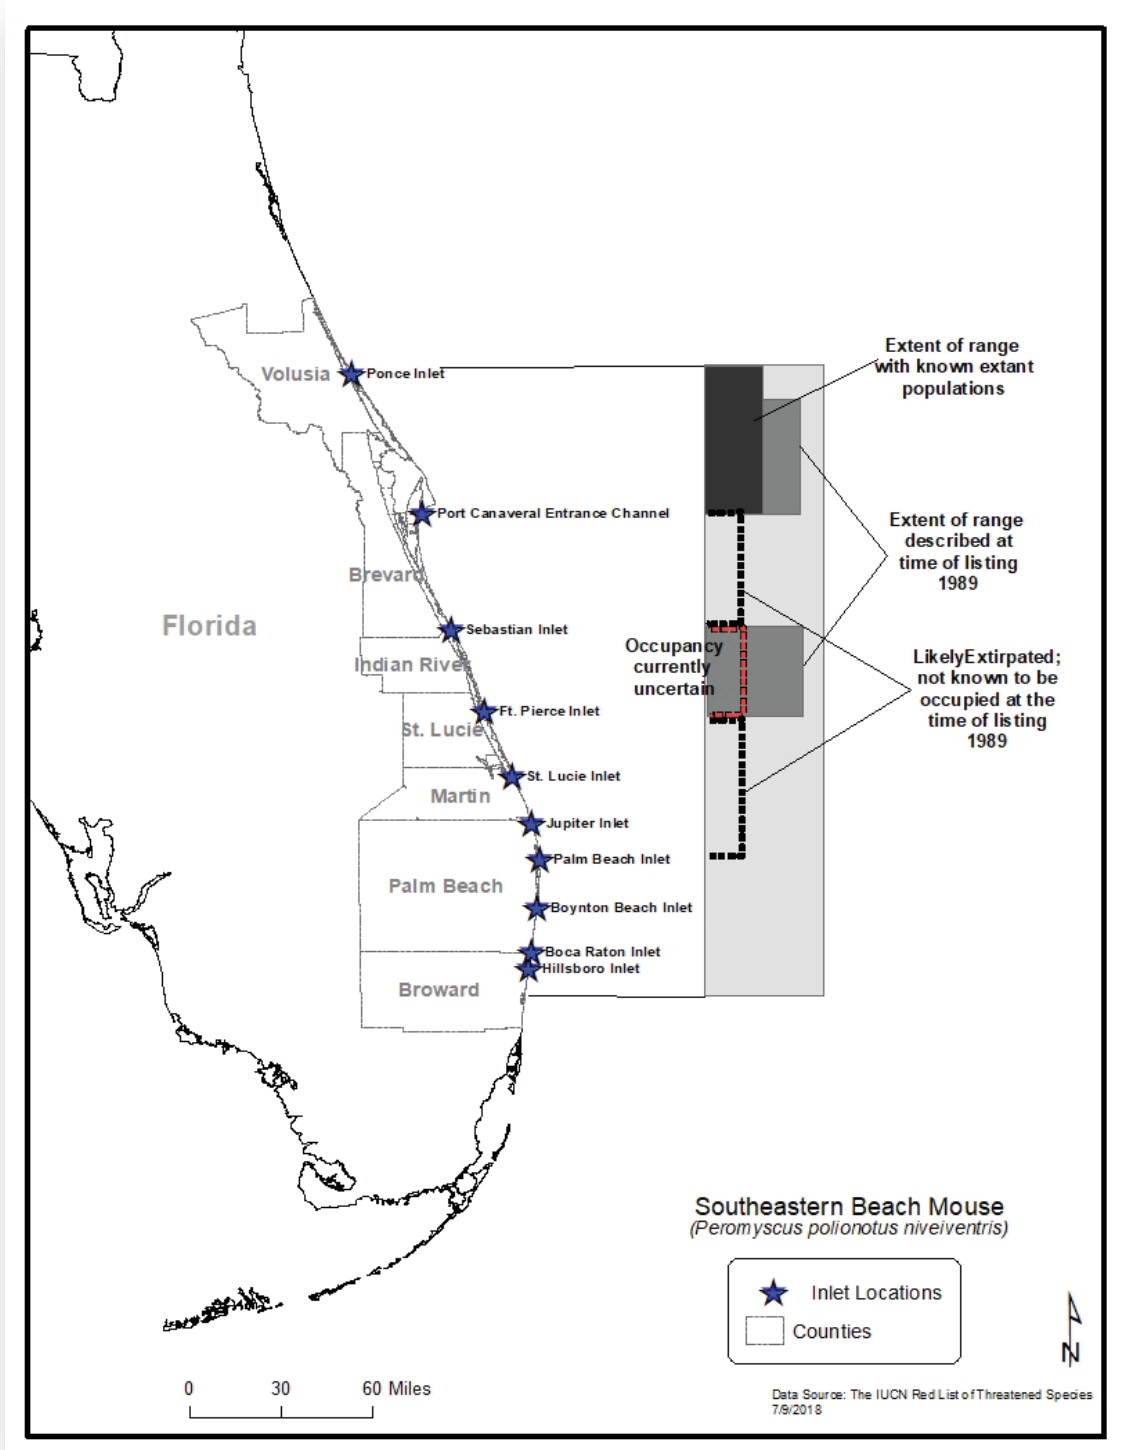 Extent of range
with known extant
populations
Volusia
Ponce Inlet
Port Canaveral Entrance Channel
Extent of range
described at
time of listing
1989
Brevard
Florida
Sebastian Inlet
Occupancy
currently
uncertain
LikelyExtirpated;
not known to be
occupied at the
time of listing
1989
Indian River
Ft. Pierce Inlet
St. Lucie
St. Lucie Inlet
Martin
Jupiter Inlet
Palm Beach Inlet
Palm Beach
Boynton Beach Inlet
Boca Raton Inlet
Hillsboro Inlet
Broward
Southeastern Beach Mouse
(Peromyscus polionotus niveiventris)
Inlet Locations
Counties
N
0 30 60 Miles
Data Source: The IUCN Red List of Threatened Species
7/9/2018